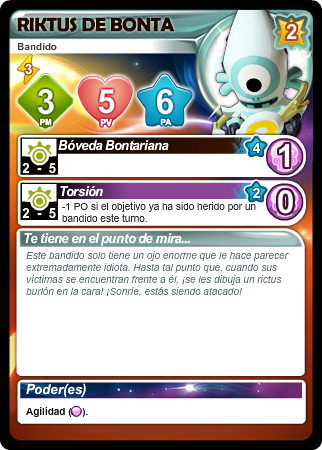 RIKTUS DE BONTA
2
Bandido
3
3
PM
5
PV
6
PA
Bóveda Bontariana
4
1
2 - 5
Torsión
2
0
-1 PO si el objetivo ya ha sido herido por un
bandido este turno.
2 - 5
Te tiene en el punto de mira...
Este bandido solo tiene un ojo enorme que le hace parecer
extremadamente idiota. Hasta tal punto que, cuando sus
víctimas se encuentran frente a él, ¡se les dibuja un rictus
burlón en la cara! ¡Sonríe, estás siendo atacado!
Poder(es)
Agilidad ( ).